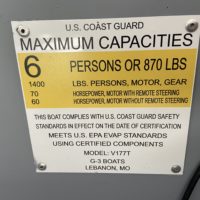 U.S. COAST GUARD
MAXIMUM CAPACITIES
6 PERSONS OR 870 LBS
1400 LBS. PERSONS, MOTOR, GEAR
70 HORSEPOWER, MOTOR WITH REMOTE STEERING
60 HORSEPOWER, MOTOR WITHOUT REMOTE STEERING
THIS BOAT COMPLIES WITH U.S. COAST GUARD SAFETY
STANDARDS IN EFFECT ON THE DATE OF CERTIFICATION
MEETS U.S. EPA EVAP STANDARDS
USING CERTIFIED COMPONENTS
MODEL: V177T
G-3 BOATS
LEBANON, MO